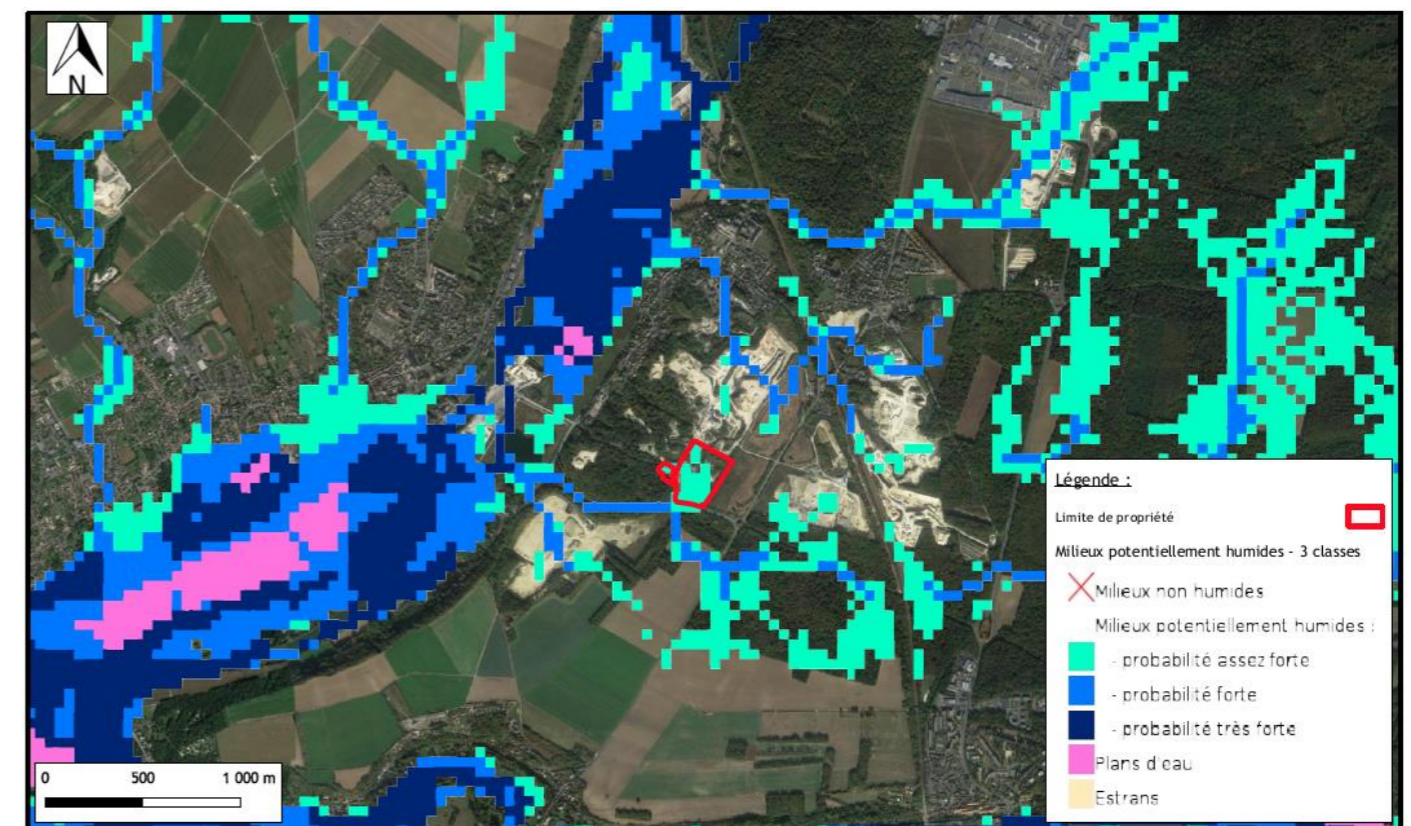 N
Légende :
Limite de propriété
Milieux potentiellement humides - 3 classes
Milieux non humides
Milieux potentiellement humides :
- probabilité assez forte
- probabilité forte
- probabilité très forte
Plans d'eau
Estrans
0 500 1 000 m